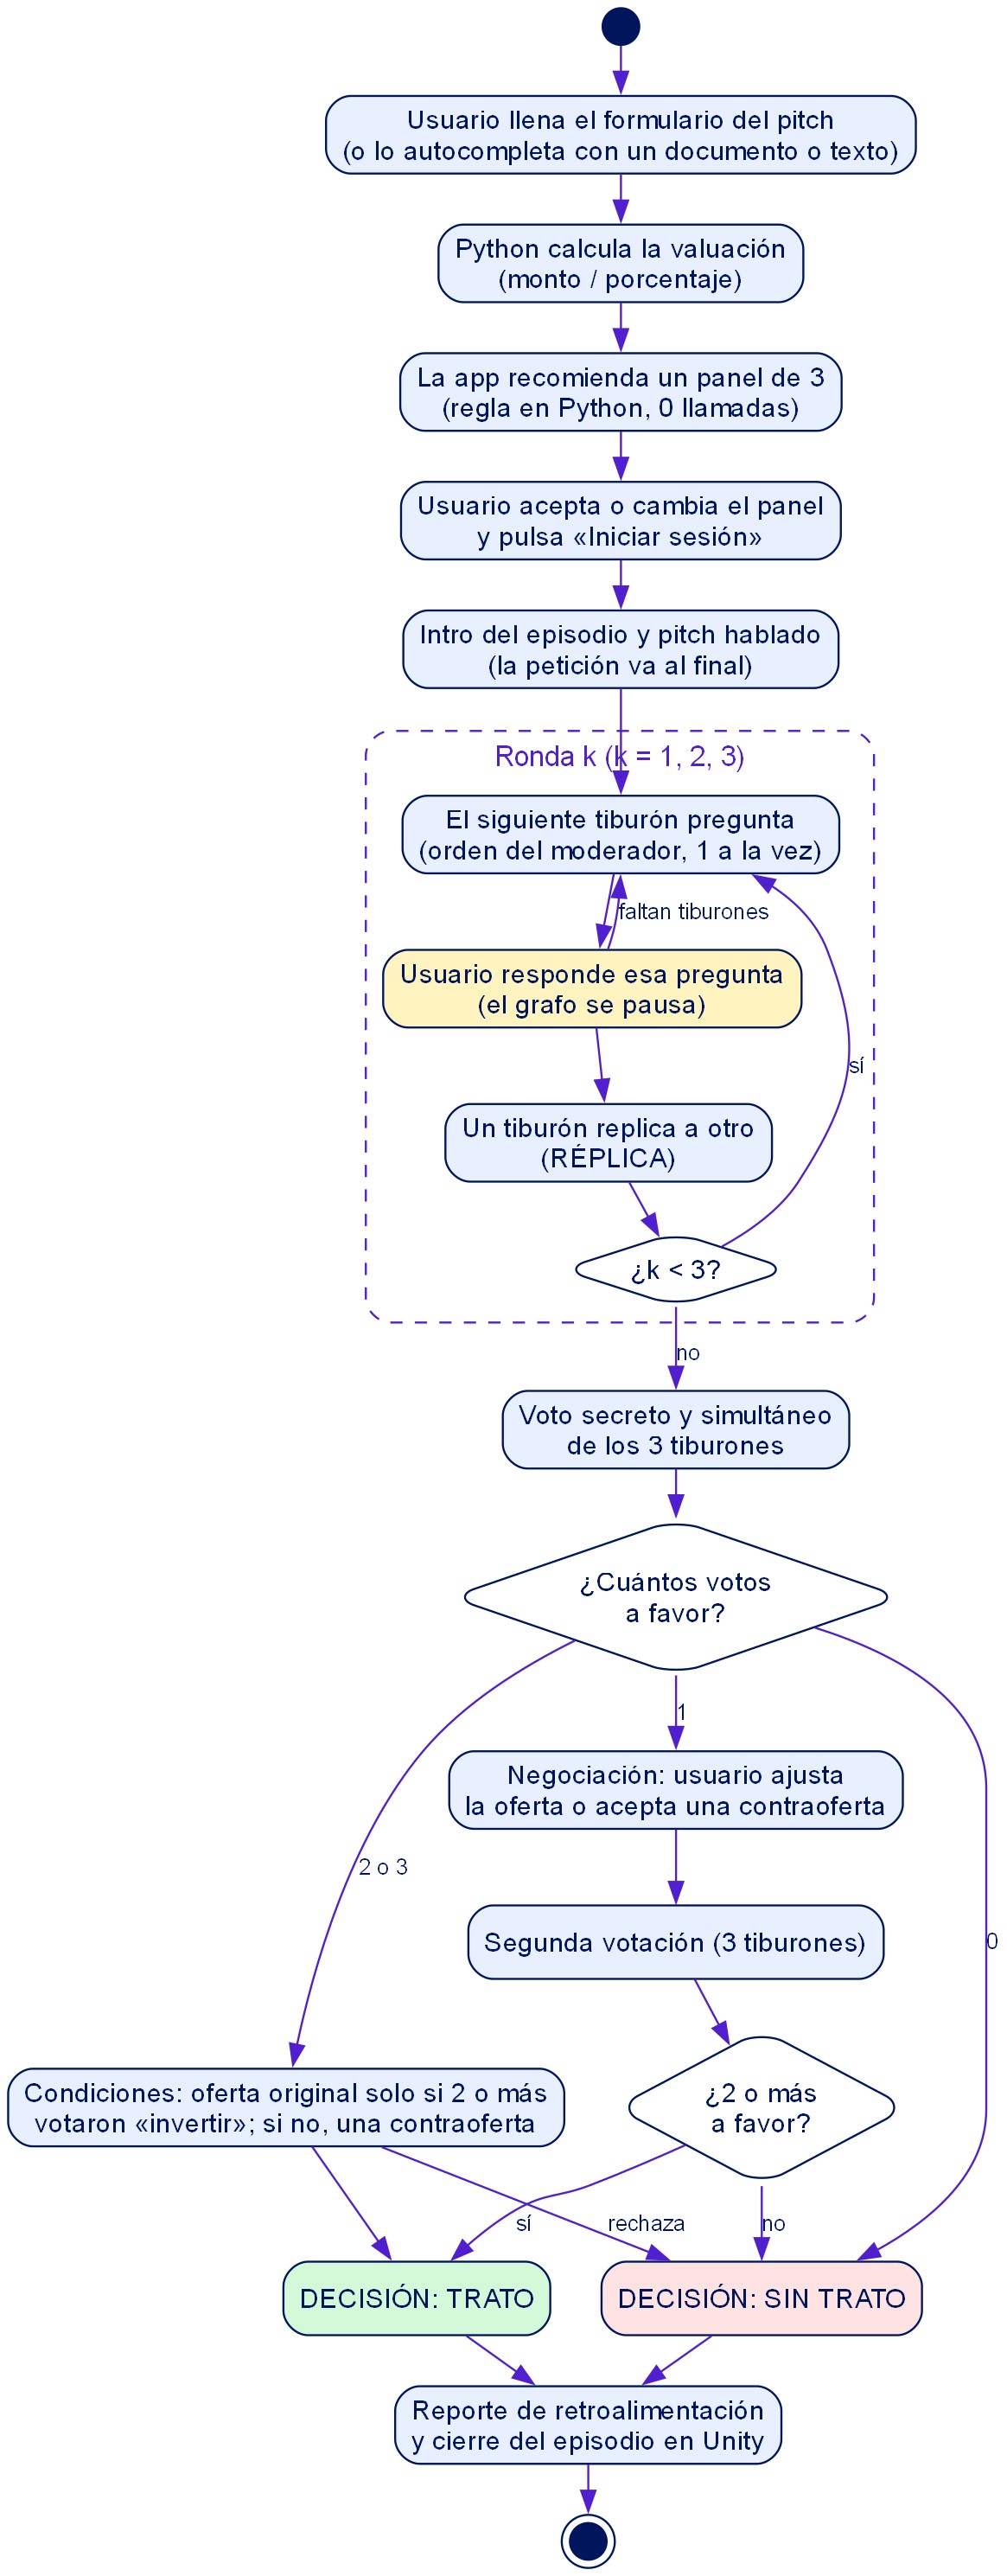 Usuario llena el formulario del pitch
(o lo autocompleta con un documento o texto)
Python calcula la valuación
(monto / porcentaje)
La app recomienda un panel de 3
(regla en Python, 0 llamadas)
Usuario acepta o cambia el panel
y pulsa «Iniciar sesión»
Intro del episodio y pitch hablado
(la petición va al final)
Ronda k (k = 1, 2, 3)
El siguiente tiburón pregunta
(orden del moderador, 1 a la vez)
faltan tiburones
Usuario responde esa pregunta
(el grafo se pausa)
sí
Un tiburón replica a otro
(RÉPLICA)
¿k < 3?
no
Voto secreto y simultáneo
de los 3 tiburones
¿Cuántos votos
a favor?
1
Negociación: usuario ajusta
la oferta o acepta una contraoferta
2 o 3
Segunda votación (3 tiburones)
0
Condiciones: oferta original solo si 2 o más
votaron «invertir»; si no, una contraoferta
¿2 o más
a favor?
sí
rechaza
no
DECISIÓN: TRATO
DECISIÓN: SIN TRATO
Reporte de retroalimentación
y cierre del episodio en Unity